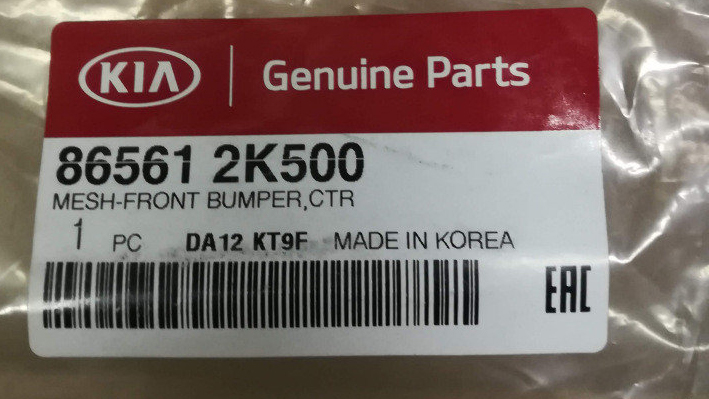 KIA Genuine Parts
86561 2K500
MESH-FRONT BUMPER,CTR
1 PC DA12 KT9F MADE IN KOREA
EAC